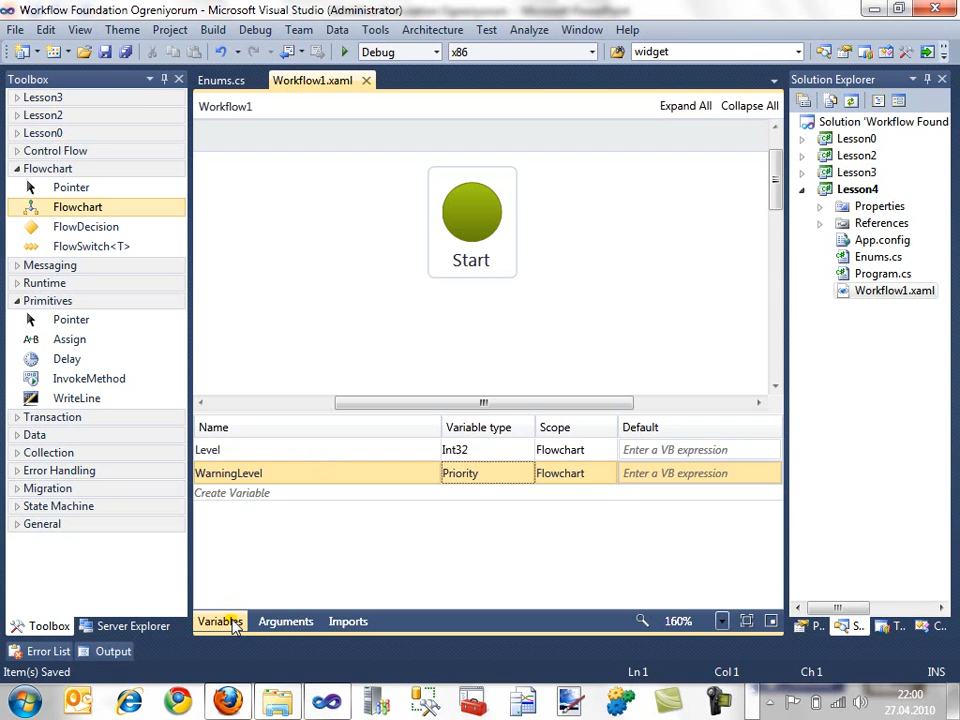 Workflow Foundation Ogreniyorum - Microsoft Visual Studio (Administrator)
File Edit View Theme Project Build Debug Team Data Tools Architecture Test Analyze Window Help
Debug x86 widget
Toolbox
Lesson3
Lesson2
Lesson0
Control Flow
Flowchart
Pointer
Flowchart
FlowDecision
FlowSwitch<T>
Messaging
Runtime
Primitives
Pointer
A+B Assign
Delay
InvokeMethod
WriteLine
Transaction
Data
Collection
Error Handling
Migration
State Machine
General
Toolbox Server Explorer
Enums.cs Workflow1.xaml
Workflow1 Expand All Collapse All
Start
Name Variable type Scope Default
Level Int32 Flowchart Enter a VB expression
WarningLevel Priority Flowchart Enter a VB expression
Create Variable
Variables Arguments Imports 160%
Solution Explorer
Solution 'Workflow Found
Lesson0
Lesson2
Lesson3
Lesson4
Properties
References
App.config
Enums.cs
Program.cs
Workflow1.xaml
P.. S.. T.. C..
Error List Output
Item(s) Saved Ln 1 Col 1 Ch 1 INS
22:00
27.04.2010